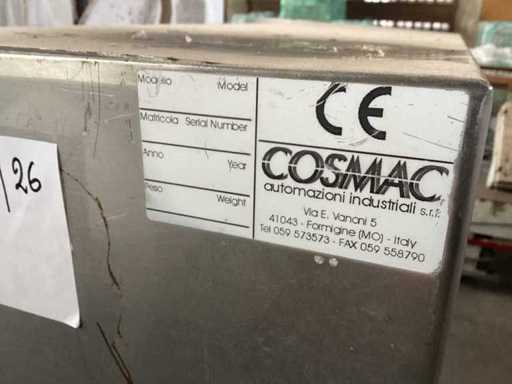 Modello Model
Matricola Serial Number
Anno Year
Peso Weight
CE
COSMAC
automazioni industriali s.r.l.
Via E. Vanoni 5
41043 - Formigine (MO) - Italy
Tel 059 573573 - FAX 059 558790
/26